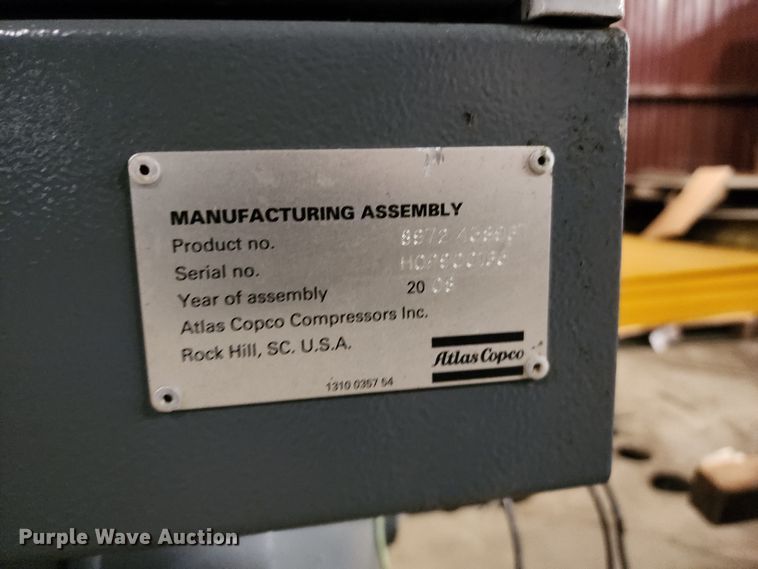 MANUFACTURING ASSEMBLY
Product no.
Serial no.
Year of assembly 20
Atlas Copco Compressors Inc.
Rock Hill, SC. U.S.A.
Atlas Copco
1310 0357 54
Purple Wave Auction®